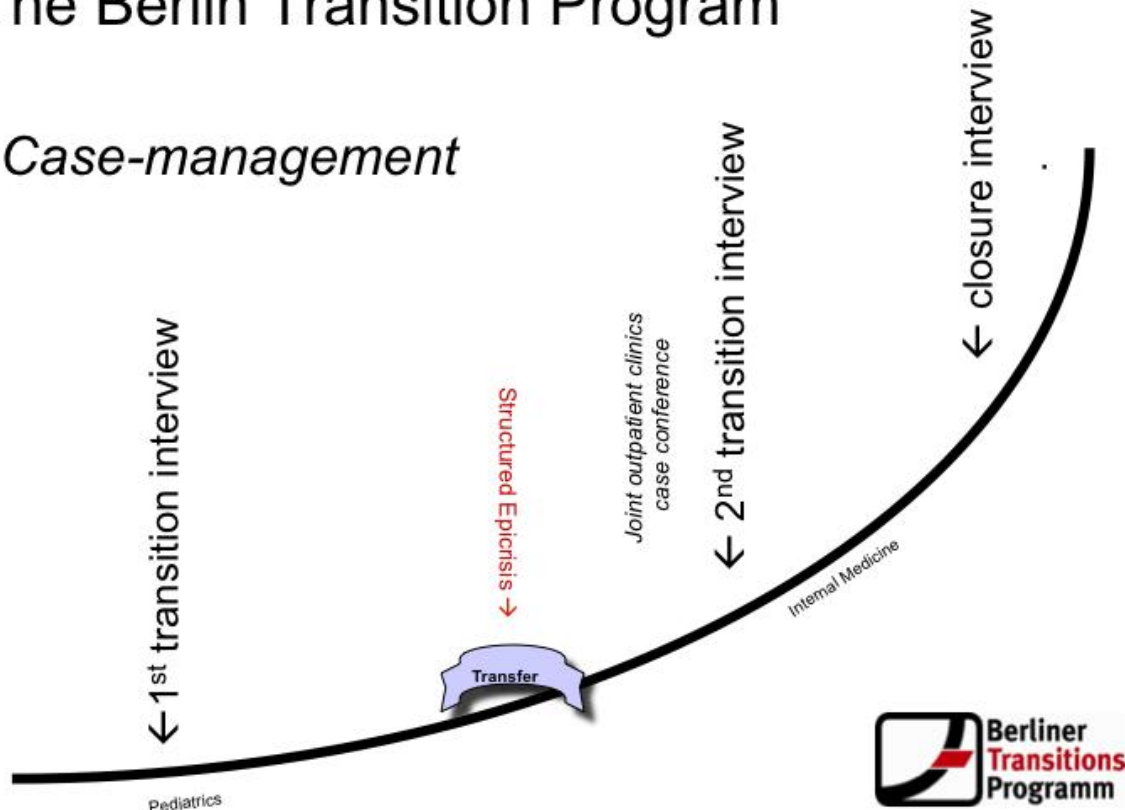 he Berlin Transition Program
Case-management
←1st transition interview
Structured Epicrisis →
Joint outpatient clinics
case conference
← 2nd transition interview
← closure interview
Transfer
Internal Medicine
Pediatrics
Berliner
Transitions
Programm